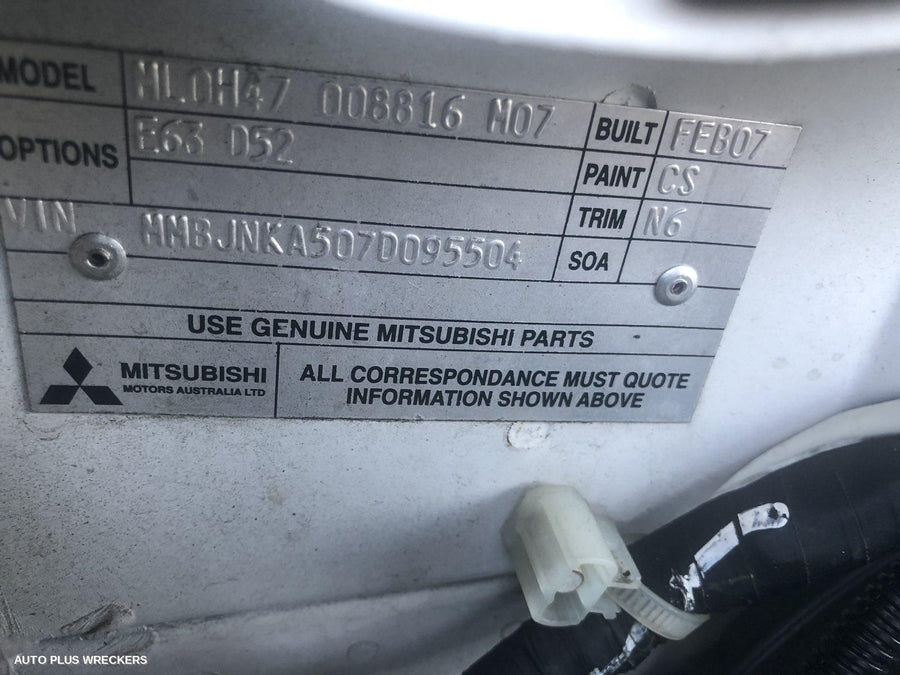 MODEL ML0H47 008816 M07
OPTIONS E63 D52
BUILT FEB07
PAINT CS
TRIM N6
VIN MMBJNKA507D095504
SOA
USE GENUINE MITSUBISHI PARTS
MITSUBISHI
MOTORS AUSTRALIA LTD
ALL CORRESPONDANCE MUST QUOTE
INFORMATION SHOWN ABOVE
AUTO PLUS WRECKERS